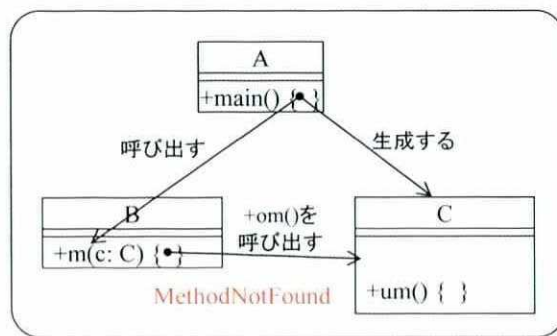 A
+main() { }
呼び出す
生成する
B
+m(c: C) { }
+om()を
呼び出す
C
+um() { }
MethodNotFound